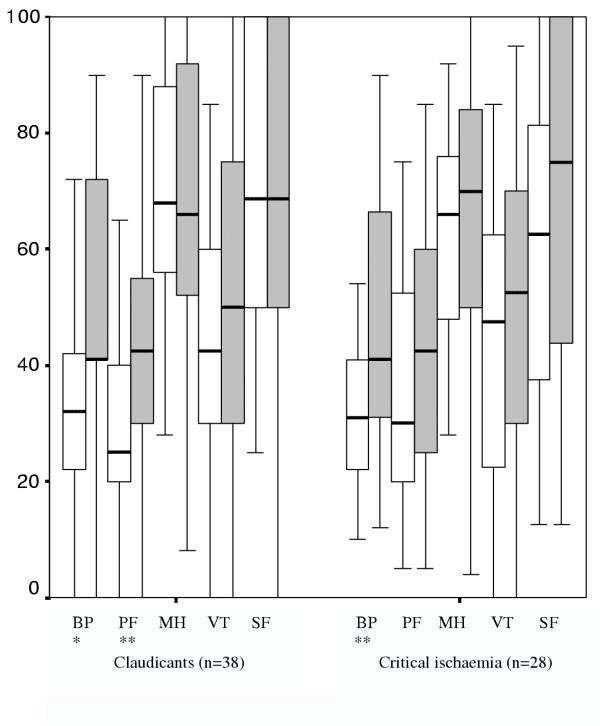 100
80
60
40
20
0
BP PF MH VT SF BP PF MH VT SF
* ** **
Claudicants (n=38) Critical ischaemia (n=28)